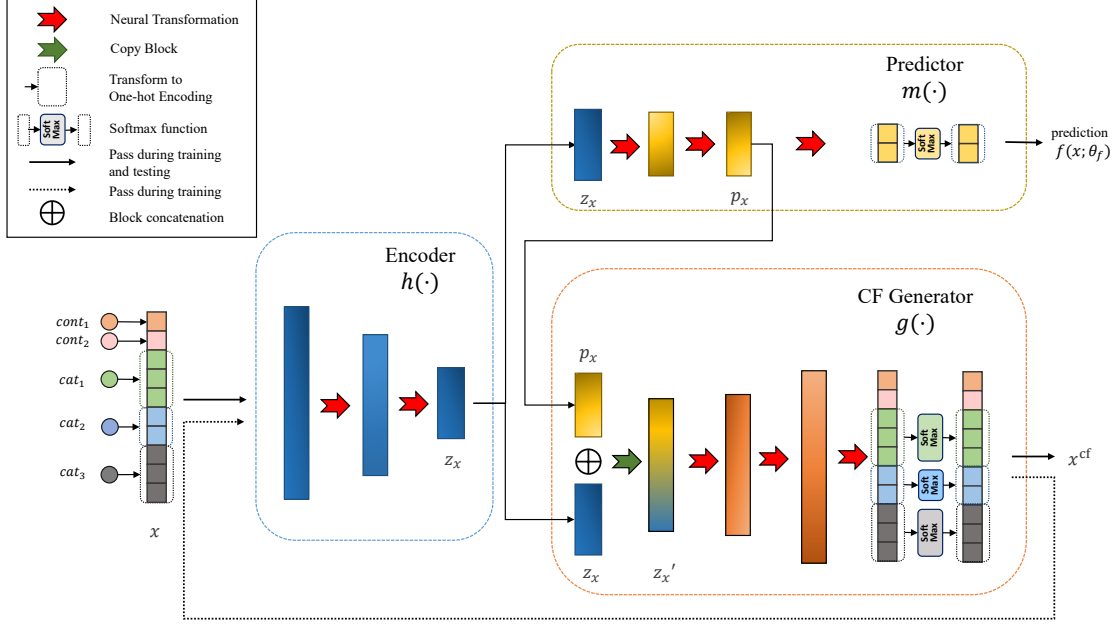 Neural Transformation
Copy Block
Transform to
One-hot Encoding
Soft
Max
Softmax function
Pass during training
and testing
Pass during training
Block concatenation
Predictor
m(·)
z_x
p_x
Soft
Max
prediction
f(x; θ_f)
Encoder
h(·)
z_x
cont_1
cont_2
cat_1
cat_2
cat_3
x
CF Generator
g(·)
p_x
z_x
z_x′
Soft
Max
Soft
Max
Soft
Max
x^cf